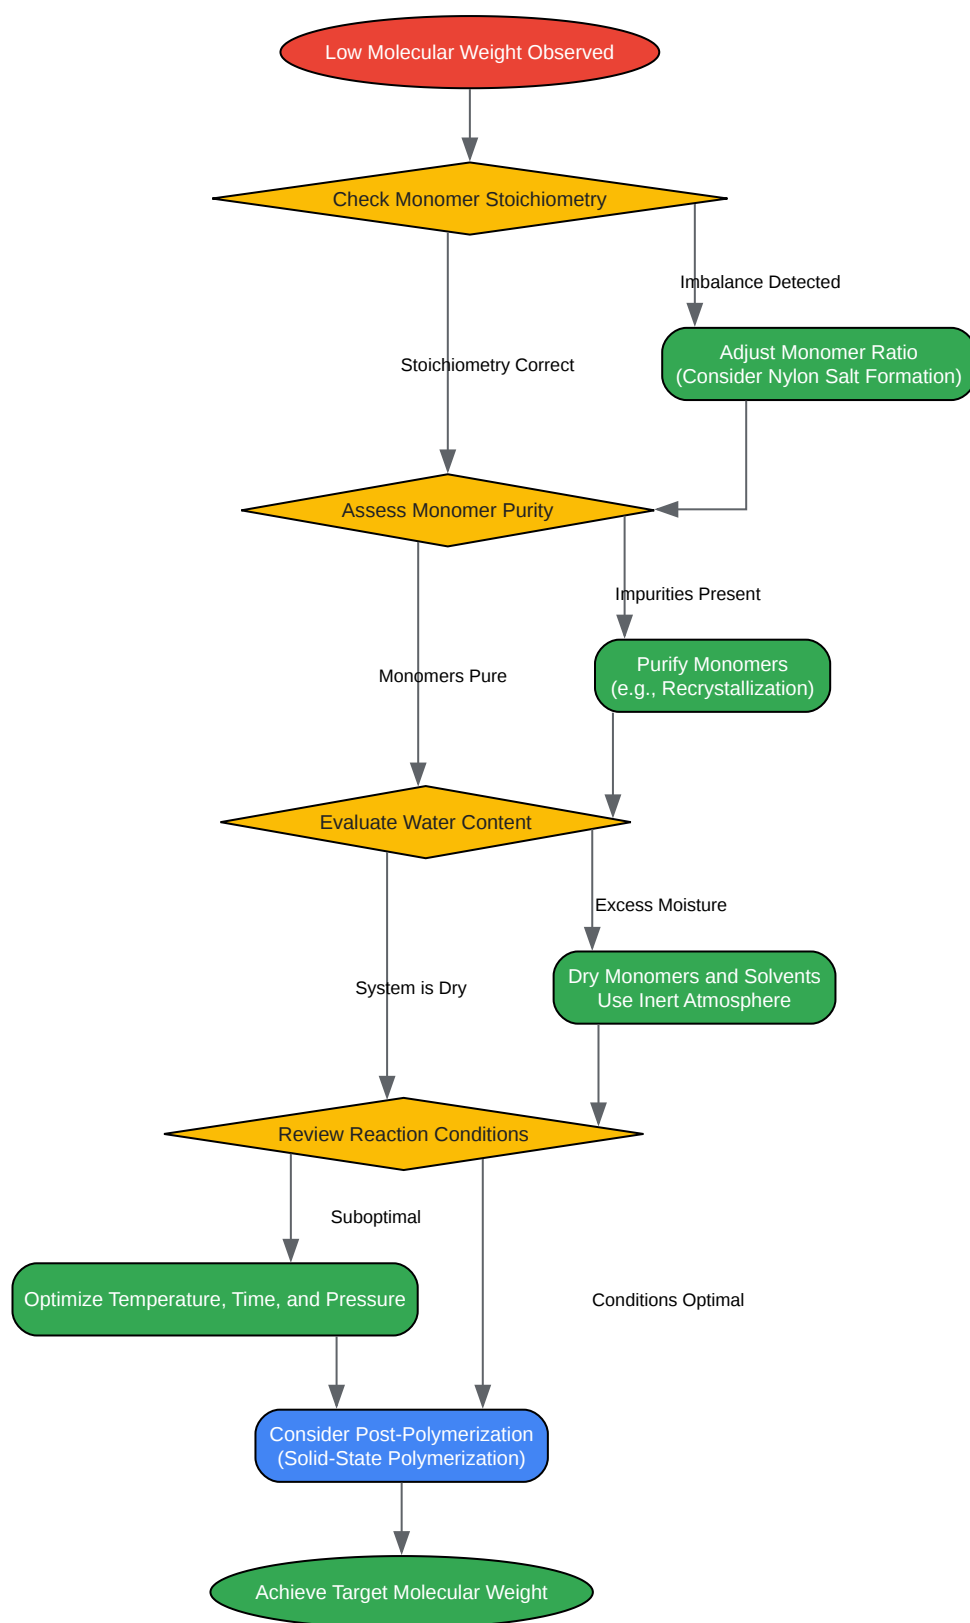 Low Molecular Weight Observed
Check Monomer Stoichiometry
Imbalance Detected
Adjust Monomer Ratio
(Consider Nylon Salt Formation)
Stoichiometry Correct
Assess Monomer Purity
Impurities Present
Purify Monomers
(e.g., Recrystallization)
Monomers Pure
Evaluate Water Content
Excess Moisture
Dry Monomers and Solvents
Use Inert Atmosphere
System is Dry
Review Reaction Conditions
Suboptimal
Optimize Temperature, Time, and Pressure
Conditions Optimal
Consider Post-Polymerization
(Solid-State Polymerization)
Achieve Target Molecular Weight